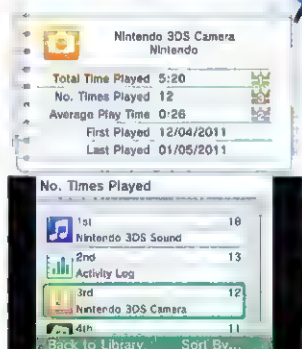 Nintendo 3DS Camera
Nintendo
Total Time Played 5:20
No. Times Played 12
Average Play Time 0:26
First Played 12/04/2011
Last Played 01/05/2011
No. Times Played
1st 18
Nintendo 3DS Sound
2nd 13
Activity Log
3rd 12
Nintendo 3DS Camera
4th 11
Back to Library Sort By...